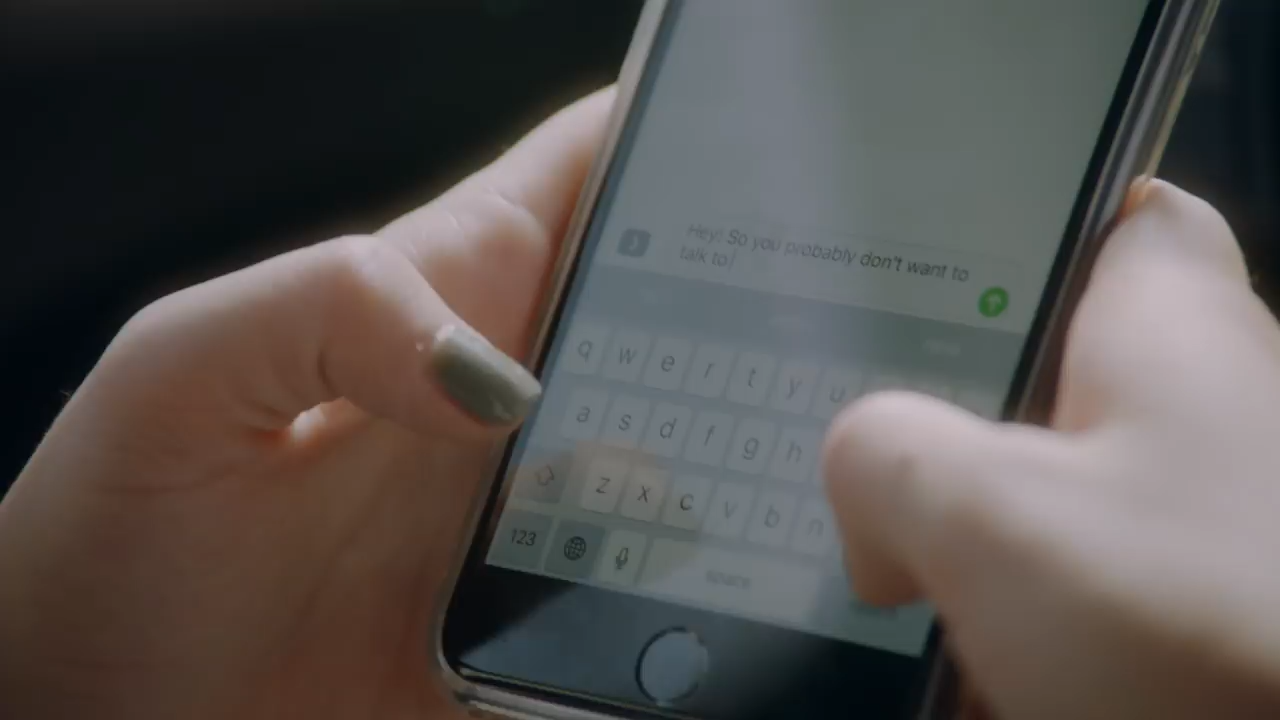 Hey! So you probably don't want to
talk to
q w e r t y u
a s d f g h
z x c v b n
123 space